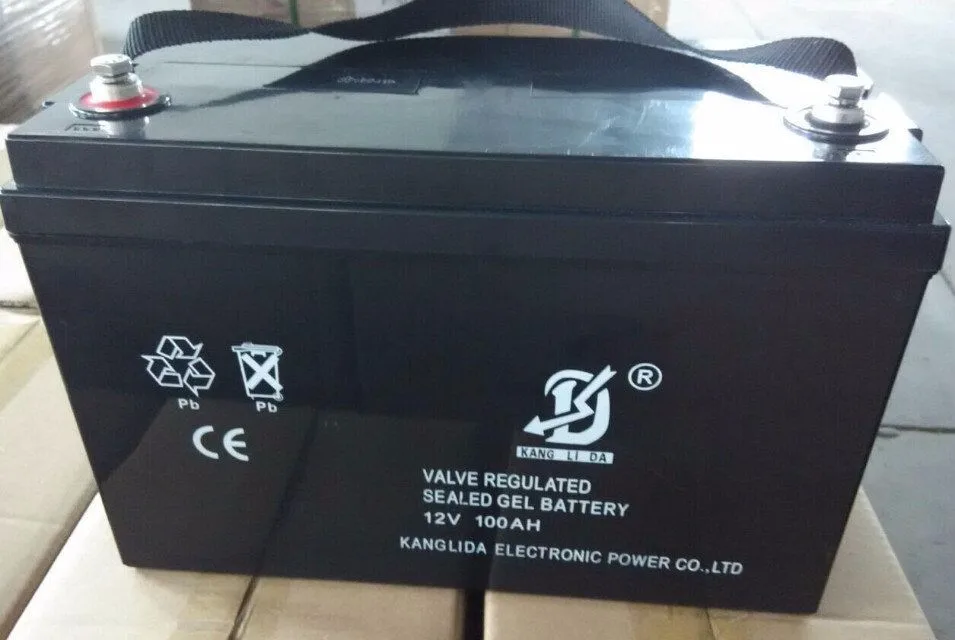 Pb
Pb
CE
®
KANG LI DA
VALVE REGULATED
SEALED GEL BATTERY
12V 100AH
KANGLIDA ELECTRONIC POWER CO.,LTD